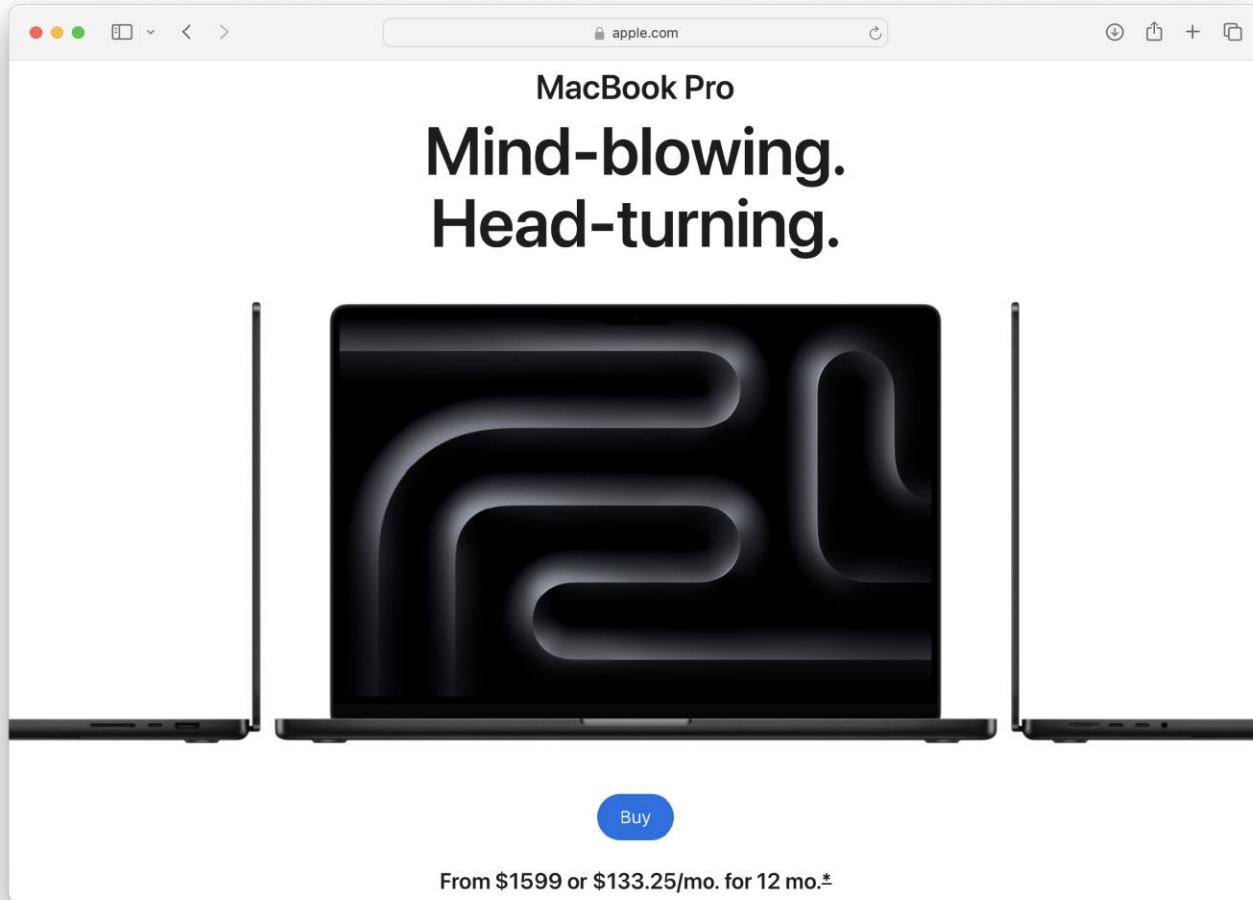 apple.com
MacBook Pro
Mind-blowing.
Head-turning.
Buy
From $1599 or $133.25/mo. for 12 mo.*